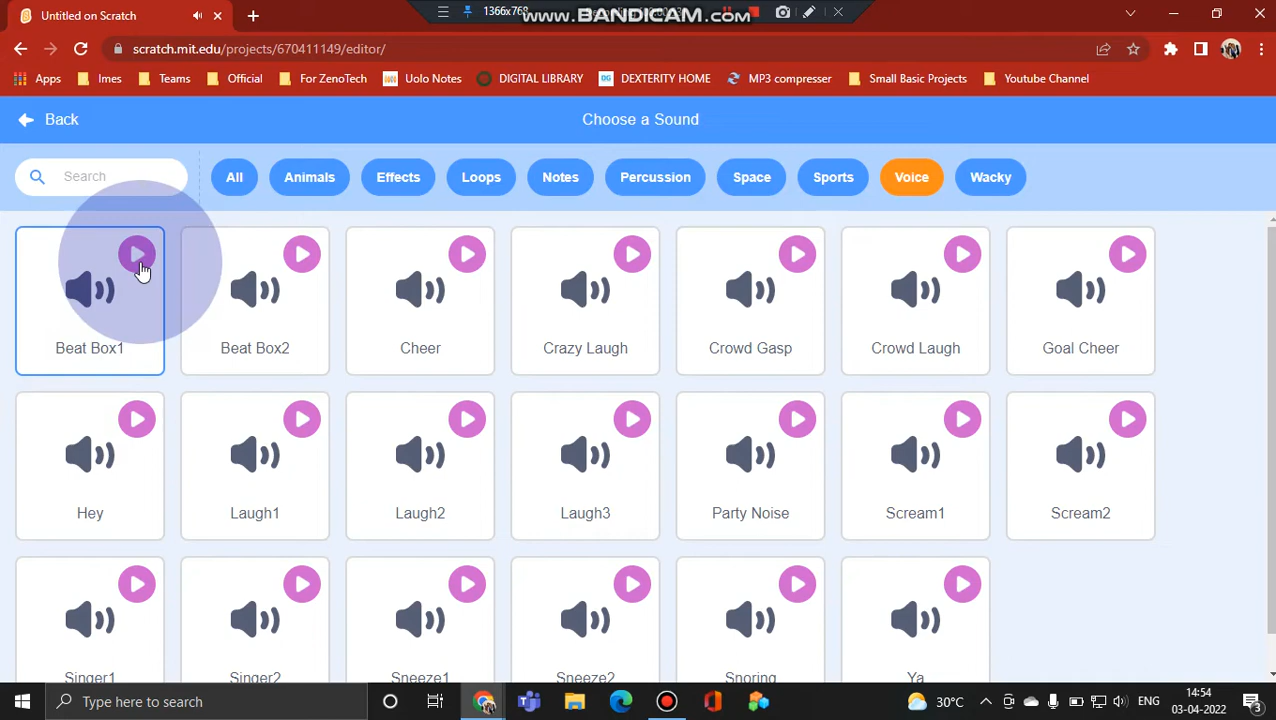 Untitled on Scratch
1366x768
www.BANDICAM.com
scratch.mit.edu/projects/670411149/editor/
Apps
Imes
Teams
Official
For ZenoTech
Uolo Notes
DIGITAL LIBRARY
DEXTERITY HOME
MP3 compresser
Small Basic Projects
Youtube Channel
Back
Choose a Sound
Search
All
Animals
Effects
Loops
Notes
Percussion
Space
Sports
Voice
Wacky
Beat Box1
Beat Box2
Cheer
Crazy Laugh
Crowd Gasp
Crowd Laugh
Goal Cheer
Hey
Laugh1
Laugh2
Laugh3
Party Noise
Scream1
Scream2
Singer1
Singer2
Sneeze1
Sneeze2
Snoring
Ya
Type here to search
30°C
ENG
14:54
03-04-2022
3